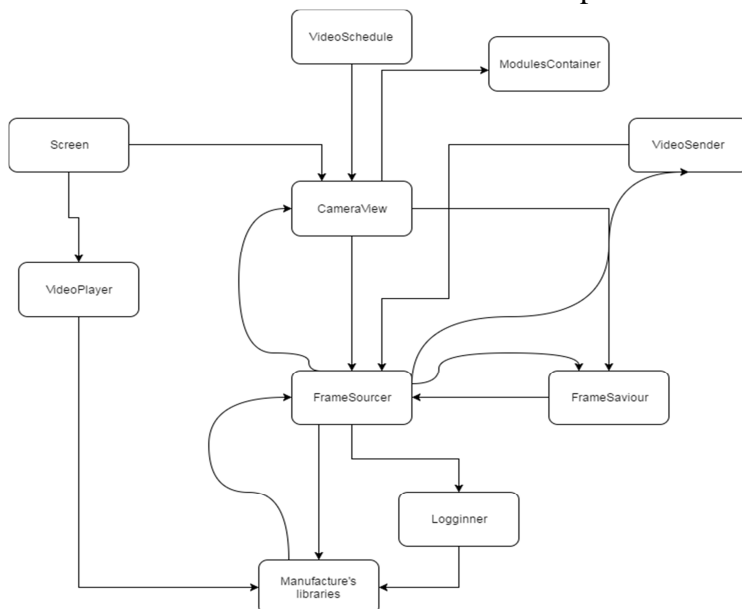 VideoSchedule
ModulesContainer
Screen
VideoSender
CameraView
VideoPlayer
FrameSourcer
FrameSaviour
Logginner
Manufacture's
libraries